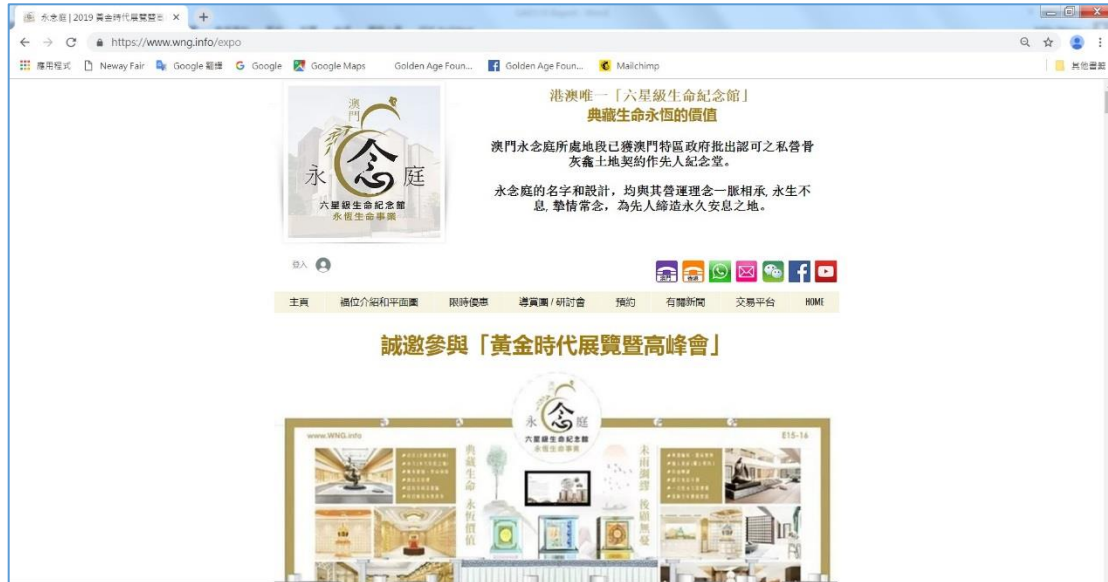 永念庭 | 2019 黃金時代展覽暨
https://www.wng.info/expo
應用程式
Neway Fair
Google 翻譯
Google
Google Maps
Golden Age Foun...
Golden Age Foun...
Mailchimp
其他書籤
澳門
永念庭
六星級生命紀念館
永恆生命事園
港澳唯一「六星級生命紀念館」
典藏生命永恆的價值
澳門永念庭所處地段已獲澳門特區政府批出認可之私營骨
灰龕土地契約作先人紀念堂。
永念庭的名字和設計，均與其營運理念一脈相承, 永生不
息, 摯情常念，為先人締造永久安息之地。
登入
澳門
香港
主頁
福位介紹和平面圖
限時優惠
導賞團 / 研討會
預約
有關新聞
交易平台
HOME
誠邀參與「黃金時代展覽暨高峰會」
澳門
永念庭
六星級生命紀念館
永恆生命事園
www.WNG.info
E15-16
典藏生命 永恆價值
未雨綢繆 後顧無憂